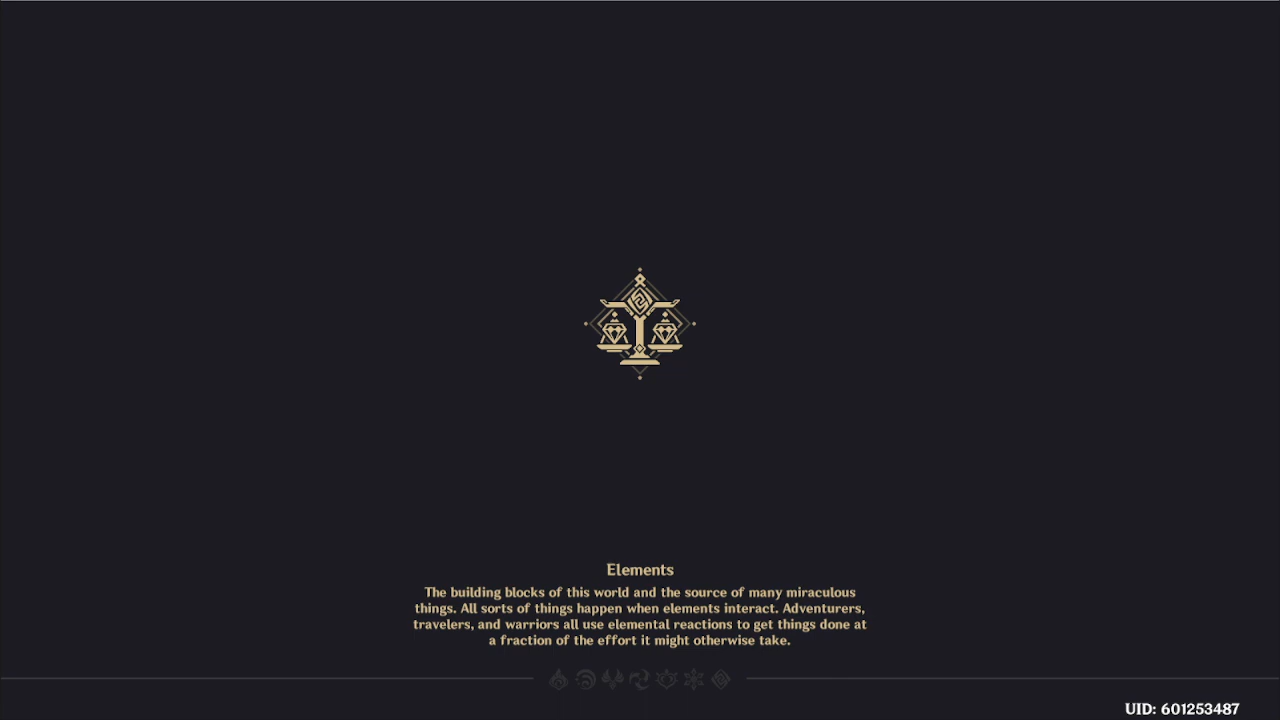 Elements
The building blocks of this world and the source of many miraculous
things. All sorts of things happen when elements interact. Adventurers,
travelers, and warriors all use elemental reactions to get things done at
a fraction of the effort it might otherwise take.
UID: 601253487